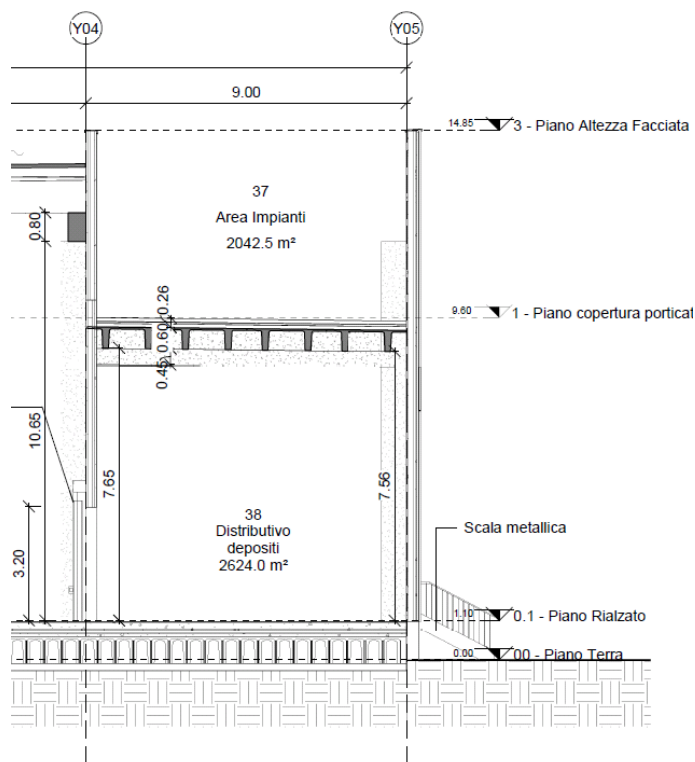 Y04
Y05
9.00
14.85
3 - Piano Altezza Facciata
37
Area Impianti
2042.5 m²
0.80
0.26
9.60
1 - Piano copertura porticat
0.60
0.45
10.65
7.65
7.56
38
Distributivo
depositi
2624.0 m²
Scala metallica
3.20
1.10
0.1 - Piano Rialzato
0.00
00 - Piano Terra